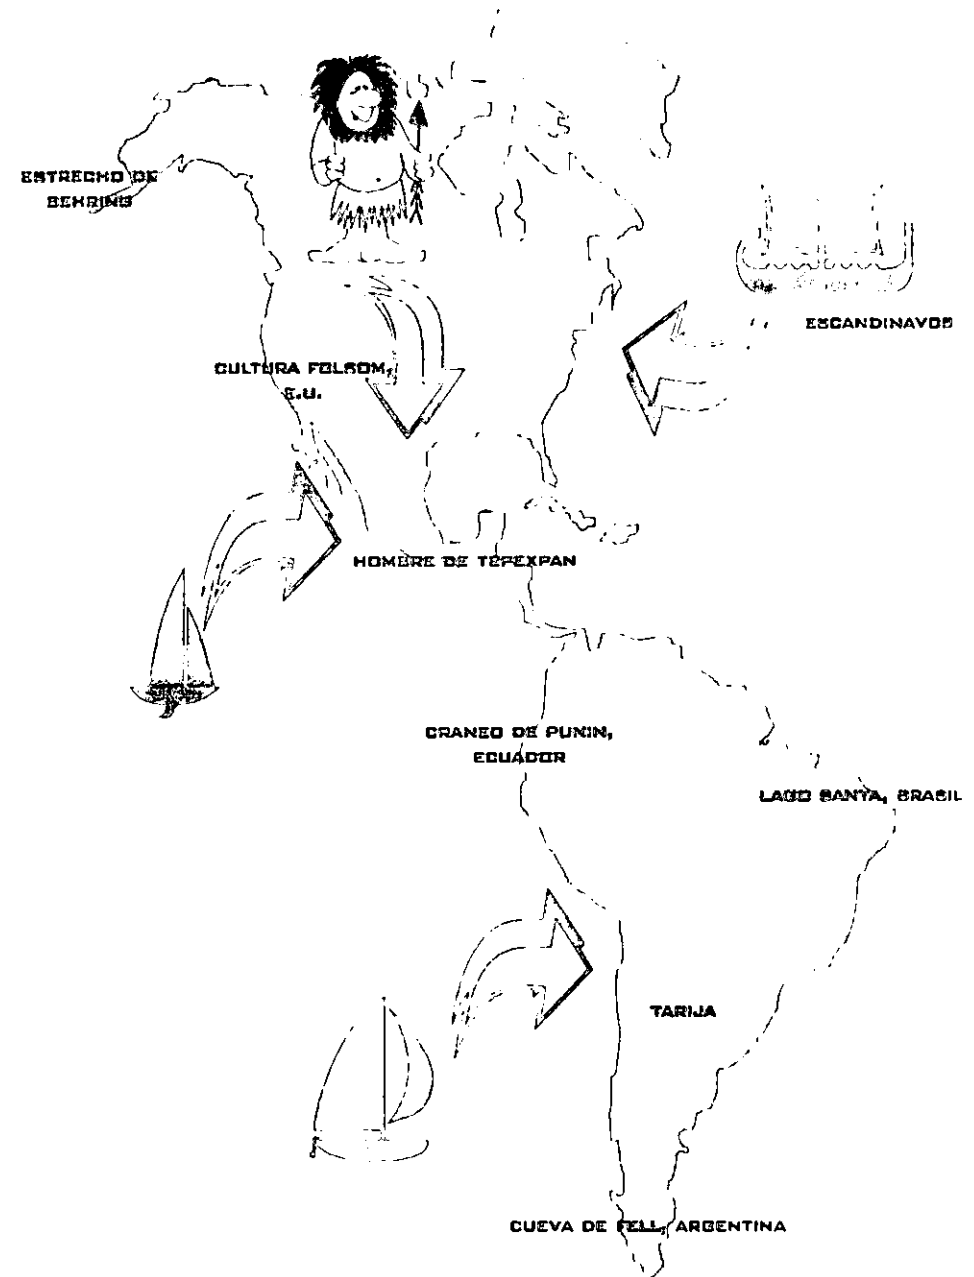 ESTRECHO DE
BEHRING
ESCANDINAVOS
CULTURA FOLSOM,
E.U.
HOMBRE DE TEPEXPAN
CRANEO DE PUNIN,
ECUADOR
LAGO SANTA, BRASIL
TARIJA
CUEVA DE FELL, ARGENTINA